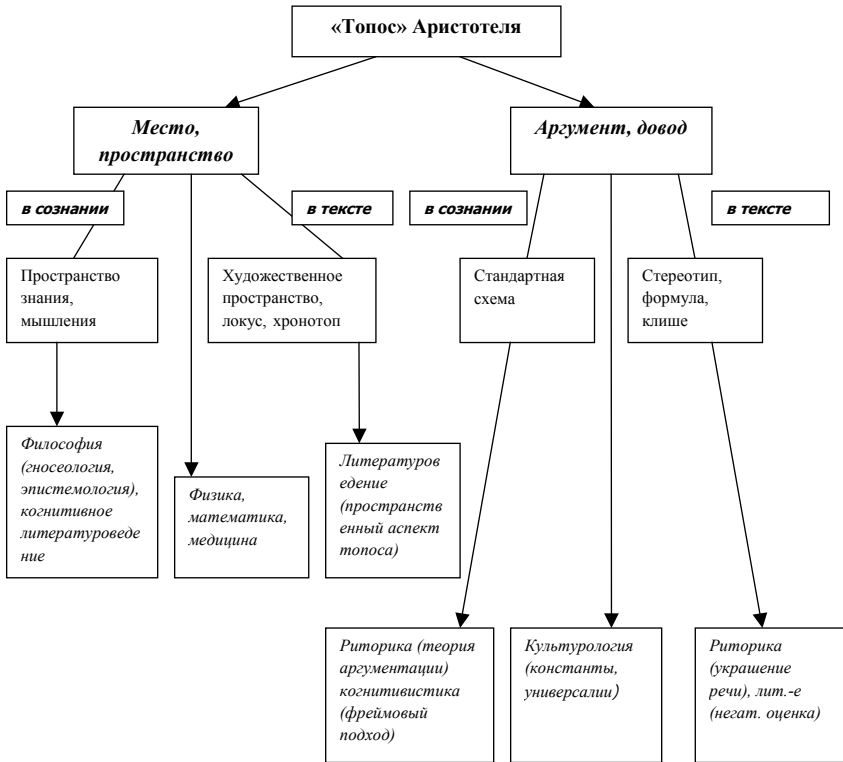 «Топос» Аристотеля
Место,
пространство
Аргумент, довод
в сознании
в тексте
в сознании
в тексте
Пространство
знания,
мышления
Художественное
пространство,
локус, хронотоп
Стандартная
схема
Стереотип,
формула,
клише
Философия
(гносеология,
эпистемология),
когнитивное
литературоведе
ние
Физика,
математика,
медицина
Литературов
едение
(пространств
енный аспект
топоса)
Риторика (теория
аргументации)
когнитивистика
(фреймовый
подход)
Культурология
(константы,
универсалии)
Риторика
(украшение
речи), лит.-е
(негат. оценка)